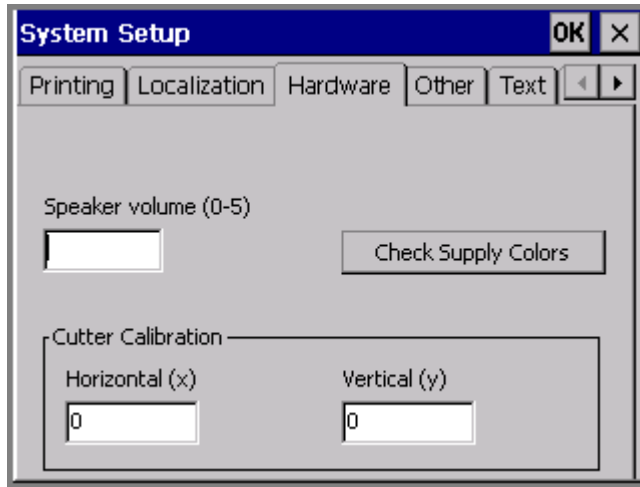 System Setup OK ×
Printing Localization Hardware Other Text
Speaker volume (0-5)
Check Supply Colors
Cutter Calibration
Horizontal (x) Vertical (y)
0 0